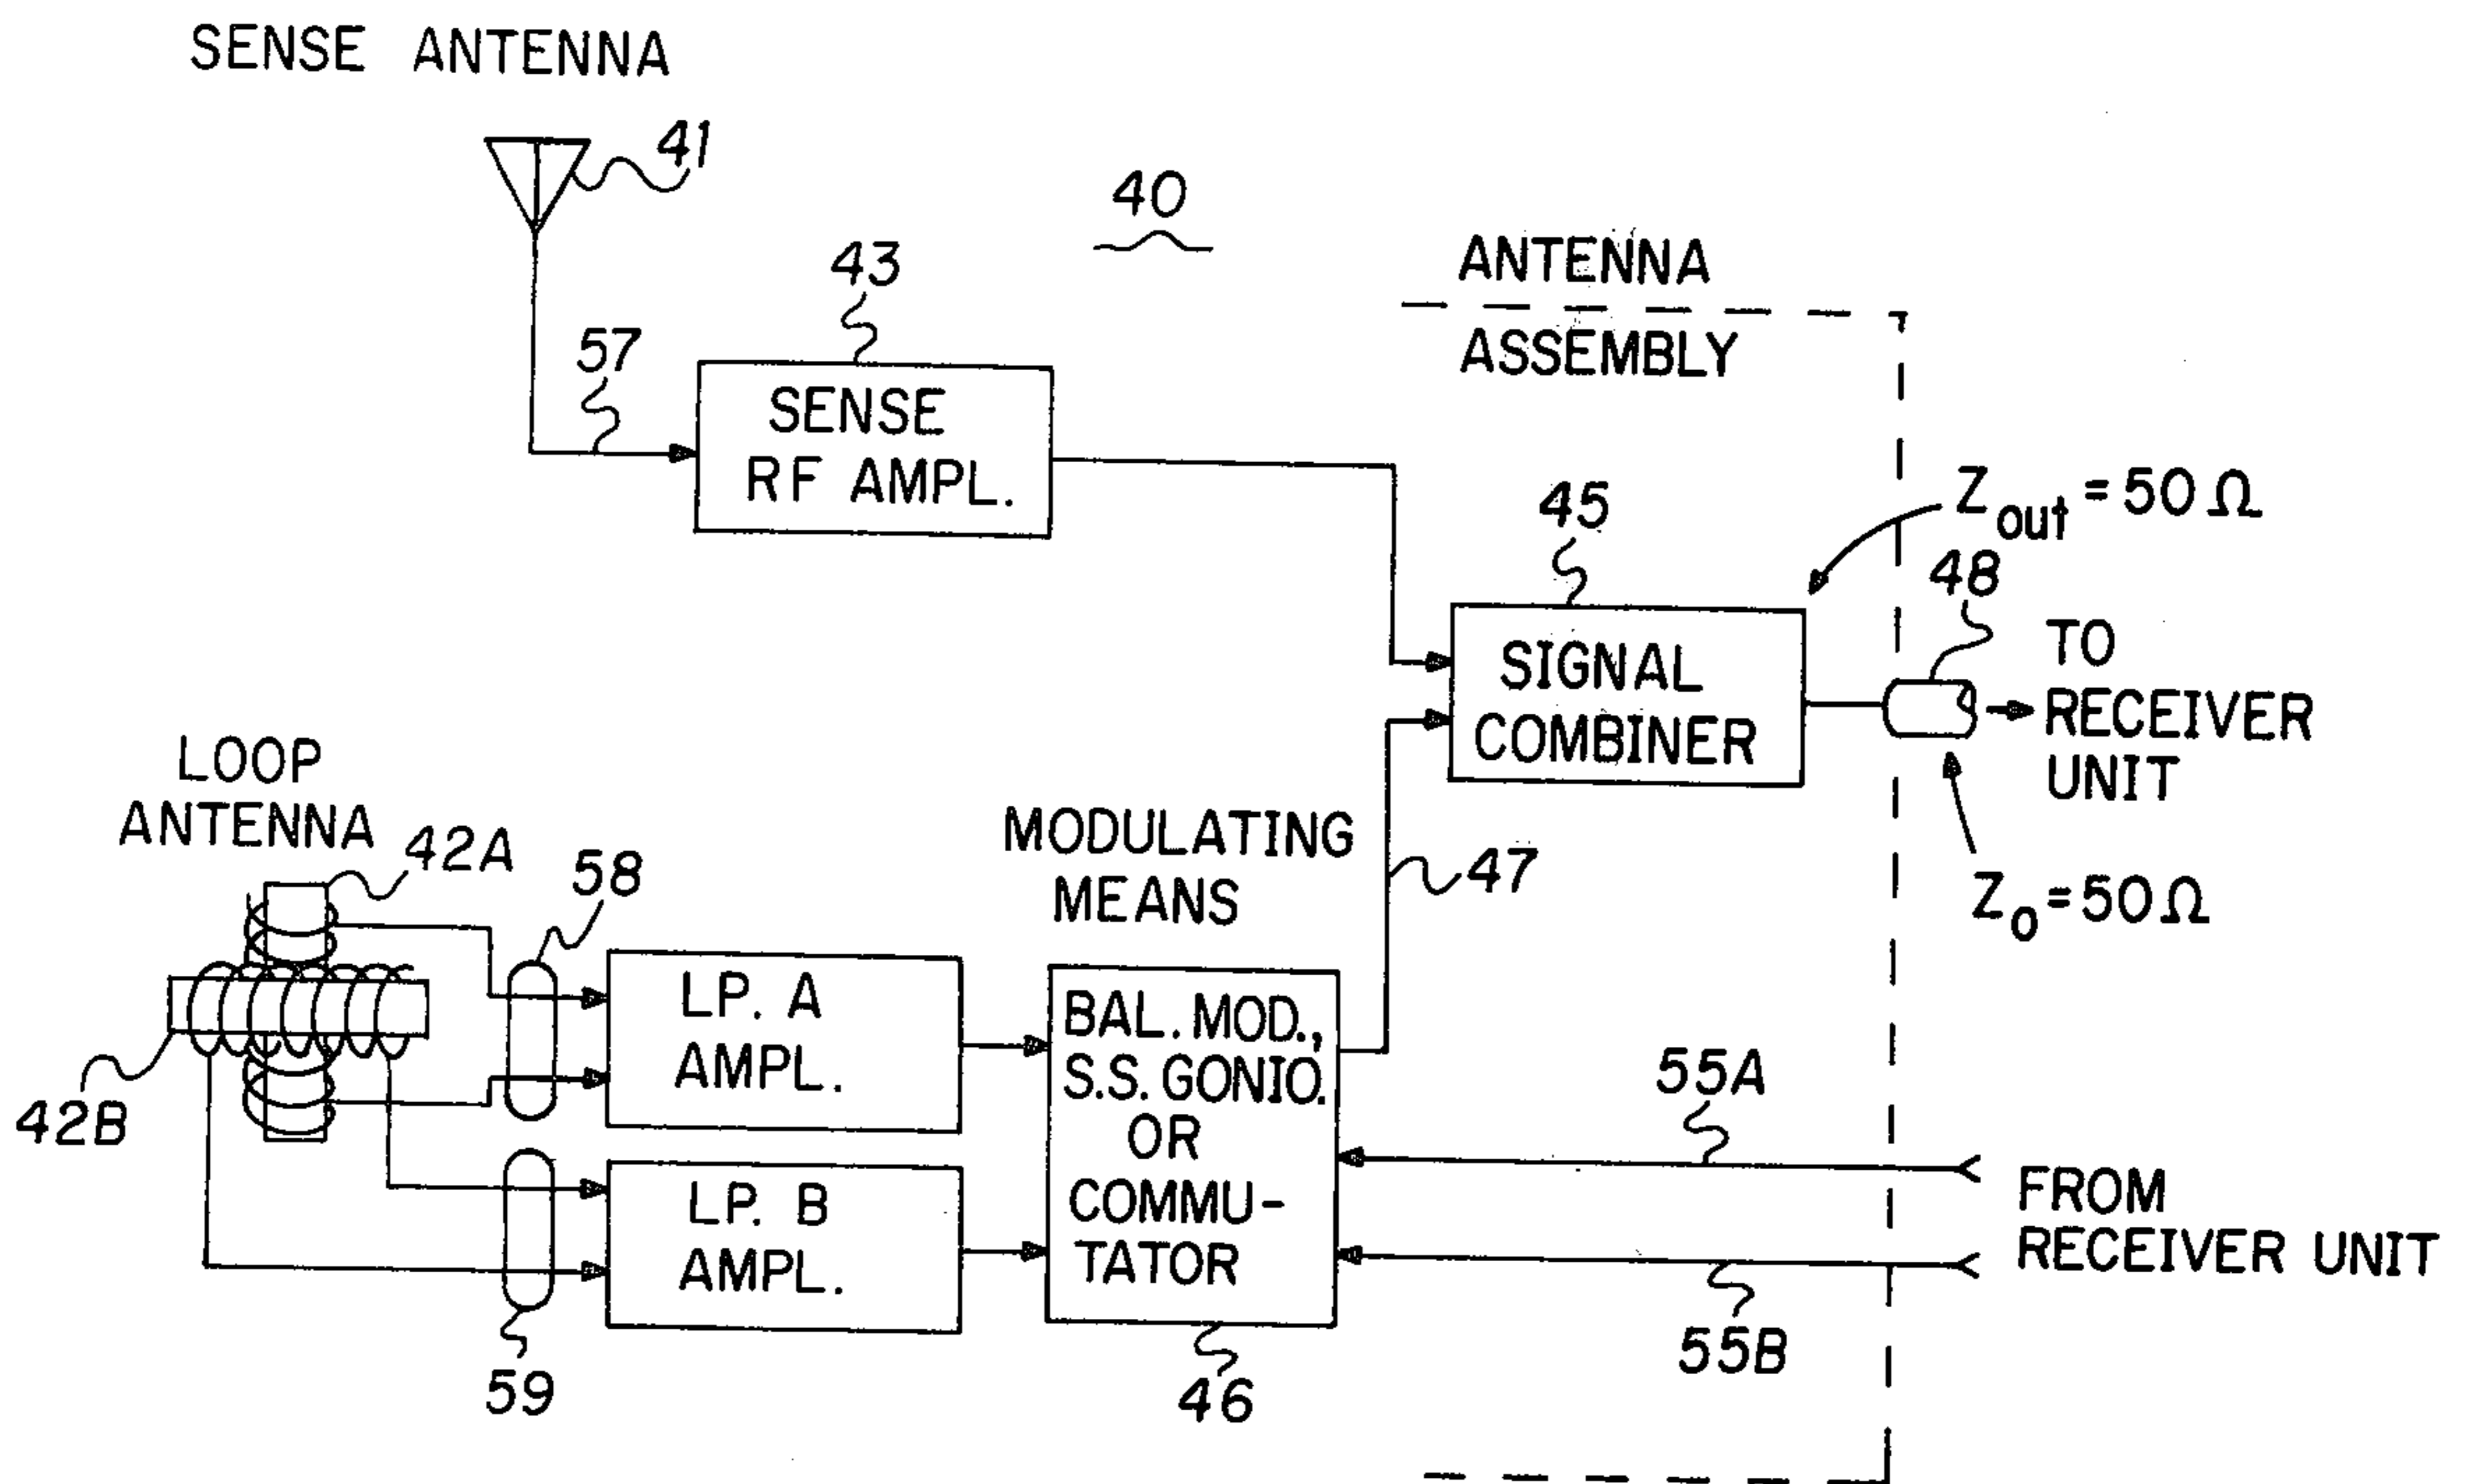 SENSE ANTENNA
41
40
43
57
SENSE
RF AMPL.
ANTENNA
ASSEMBLY
45
Zout = 50 Ω
48
SIGNAL
COMBINER
TO
RECEIVER
UNIT
Zo = 50 Ω
LOOP
ANTENNA
42A
58
MODULATING
MEANS
47
42B
LP. A
AMPL.
LP. B
AMPL.
59
BAL. MOD.,
S.S. GONIO.
OR
COMMU-
TATOR
46
55A
55B
FROM
RECEIVER UNIT